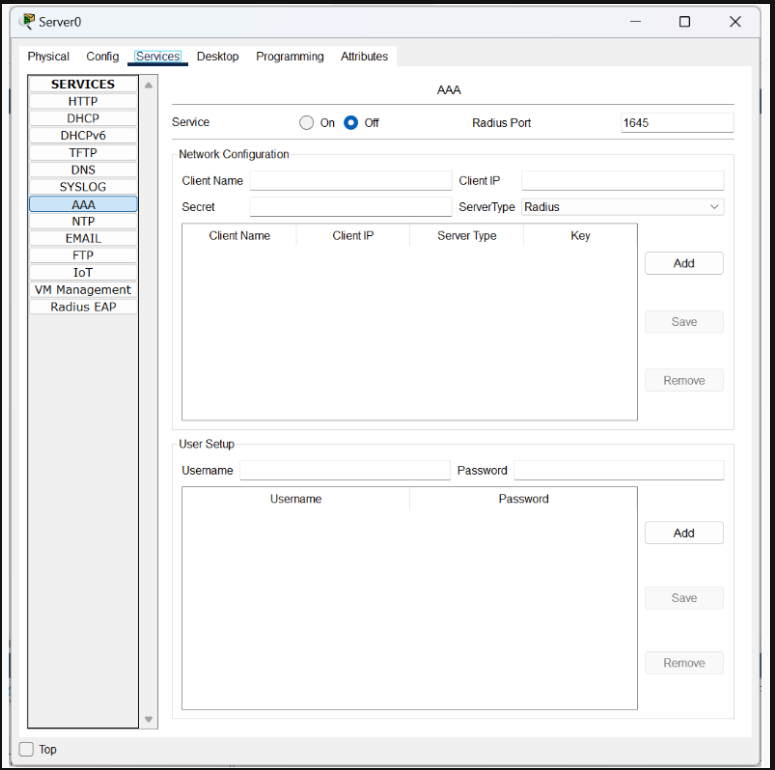 Server0
Physical Config Services Desktop Programming Attributes
SERVICES
HTTP
DHCP
DHCPv6
TFTP
DNS
SYSLOG
AAA
NTP
EMAIL
FTP
IoT
VM Management
Radius EAP
AAA
Service On Off Radius Port 1645
Network Configuration
Client Name Client IP
Secret ServerType Radius
Client Name Client IP Server Type Key
Add
Save
Remove
User Setup
Username Password
Username Password
Add
Save
Remove
Top